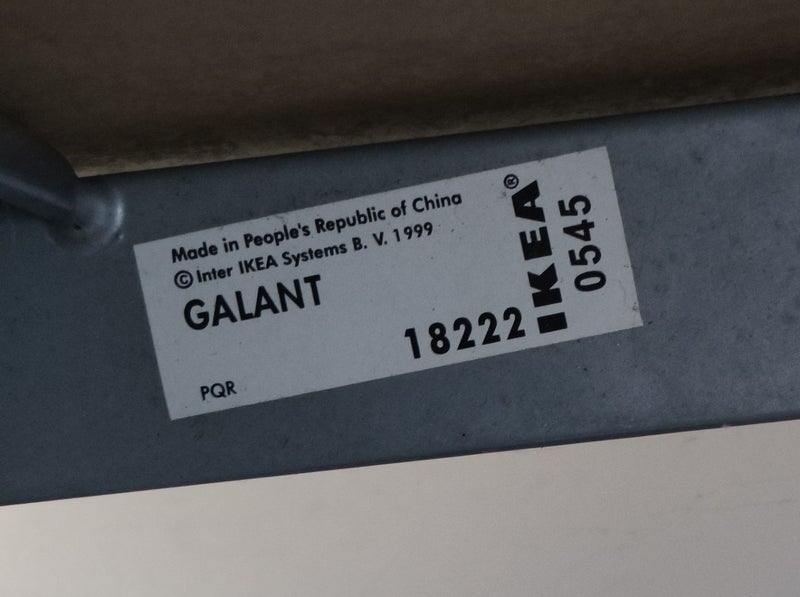 Made in People's Republic of China
© Inter IKEA Systems B. V. 1999
GALANT
18222
PQR
IKEA®
0545